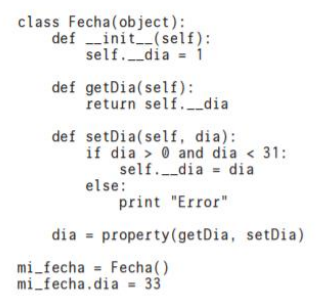 class Fecha(object):
    def __init__(self):
        self.__dia = 1
    def getDia(self):
        return self.__dia
    def setDia(self, dia):
        if dia > 0 and dia < 31:
            self.__dia = dia
        else:
            print "Error"
    dia = property(getDia, setDia)
mi_fecha = Fecha()
mi_fecha.dia = 33